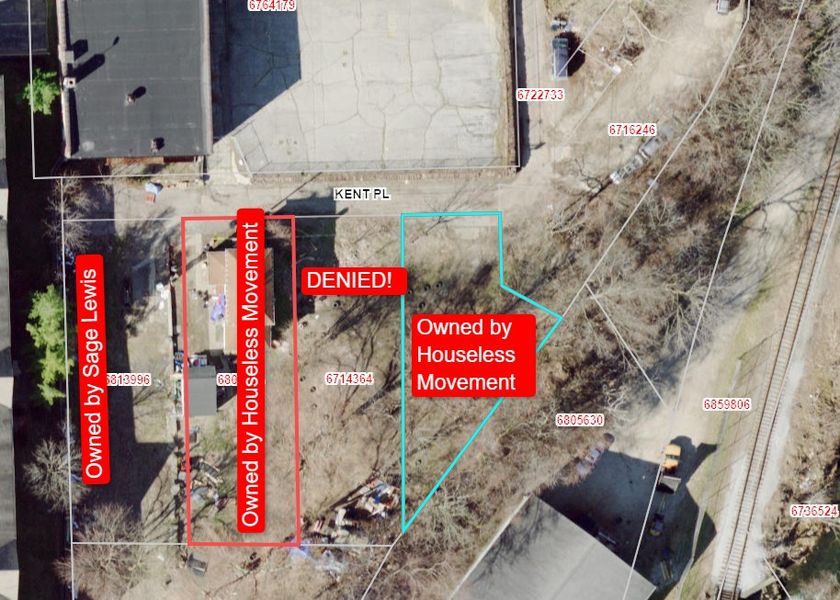 6764179
6722733
6716246
KENT PL
Owned by Sage Lewis
Owned by Houseless Movement
DENIED!
Owned by
Houseless
Movement
6813996
680
6714364
6805630
6859806
6736524